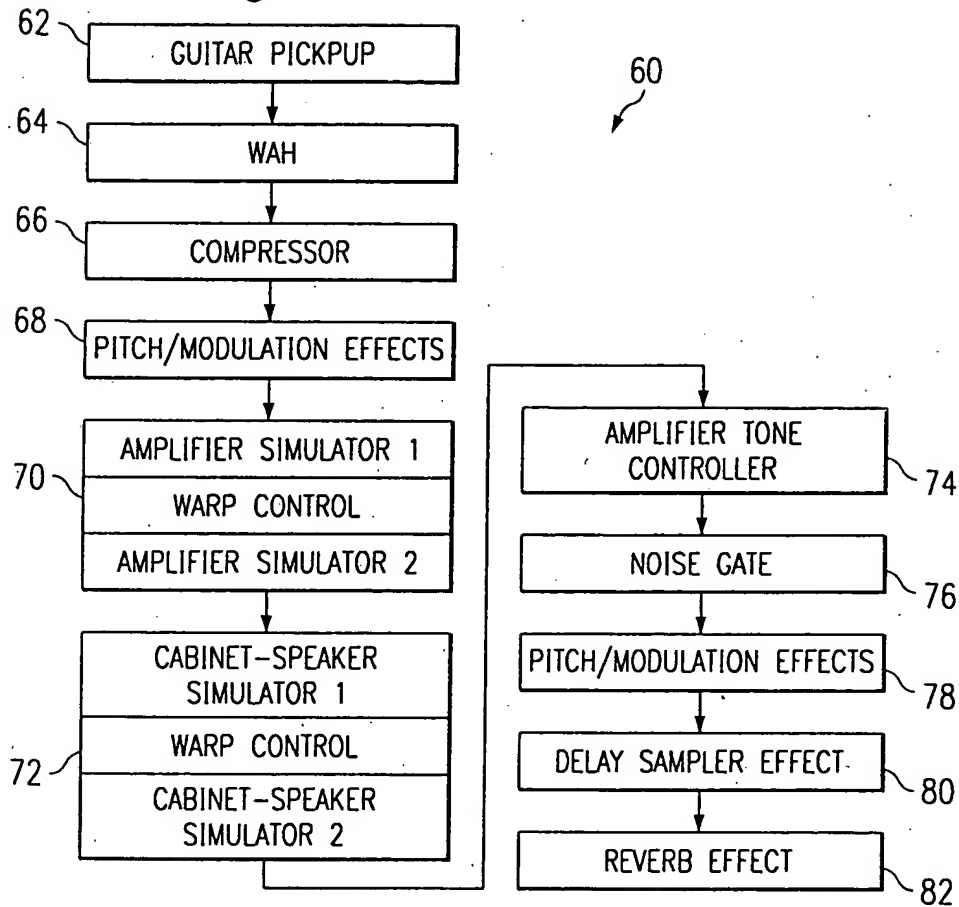 62
GUITAR PICKPUP
60
64
WAH
66
COMPRESSOR
68
PITCH/MODULATION EFFECTS
70
AMPLIFIER SIMULATOR 1
WARP CONTROL
AMPLIFIER SIMULATOR 2
72
CABINET-SPEAKER
SIMULATOR 1
WARP CONTROL
CABINET-SPEAKER
SIMULATOR 2
AMPLIFIER TONE
CONTROLLER
74
NOISE GATE
76
PITCH/MODULATION EFFECTS
78
DELAY SAMPLER EFFECT
80
REVERB EFFECT
82